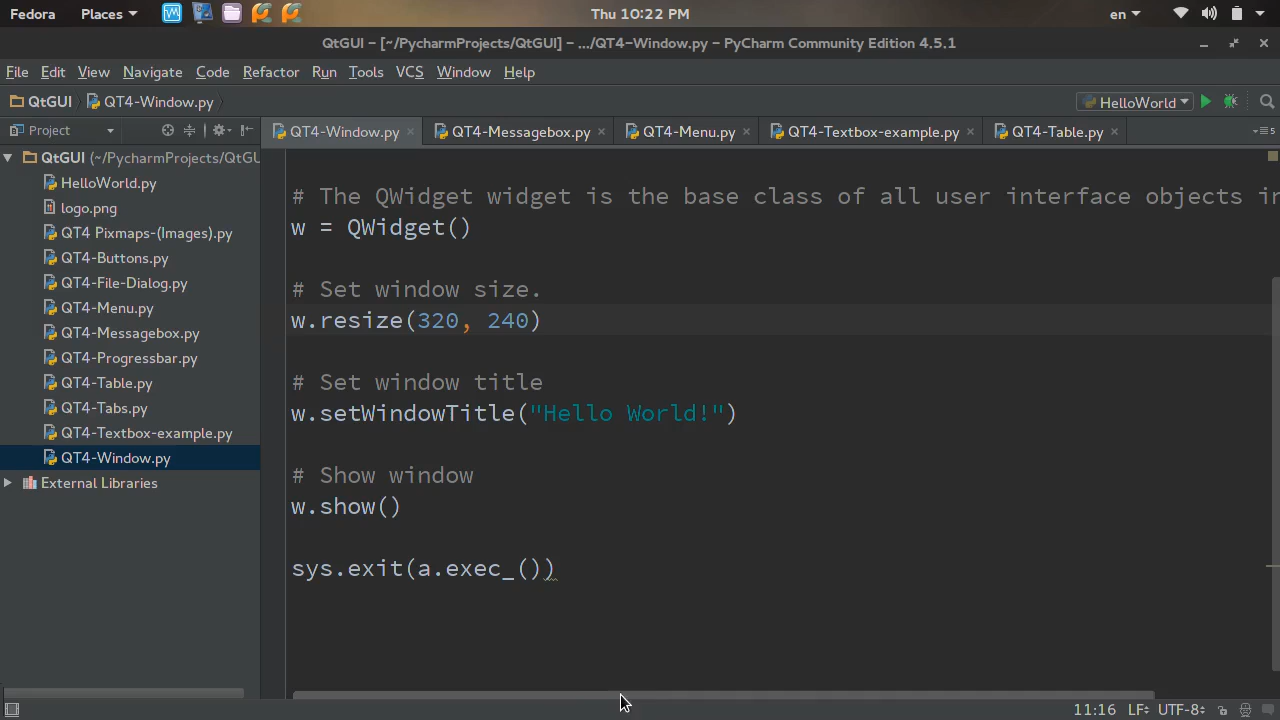 Fedora Places Thu 10:22 PM en
QtGUI – [~/PycharmProjects/QtGUI] – .../QT4-Window.py – PyCharm Community Edition 4.5.1
File Edit View Navigate Code Refactor Run Tools VCS Window Help
QtGUI QT4-Window.py HelloWorld
Project QT4-Window.py QT4-Messagebox.py QT4-Menu.py QT4-Textbox-example.py QT4-Table.py 5
QtGUI (~/PycharmProjects/QtGU
HelloWorld.py
logo.png
QT4 Pixmaps-(Images).py
QT4-Buttons.py
QT4-File-Dialog.py
QT4-Menu.py
QT4-Messagebox.py
QT4-Progressbar.py
QT4-Table.py
QT4-Tabs.py
QT4-Textbox-example.py
QT4-Window.py
External Libraries
# The QWidget widget is the base class of all user interface objects in
w = QWidget()
# Set window size.
w.resize(320, 240)
# Set window title
w.setWindowTitle("Hello World!")
# Show window
w.show()
sys.exit(a.exec_())
11:16 LF÷ UTF-8÷